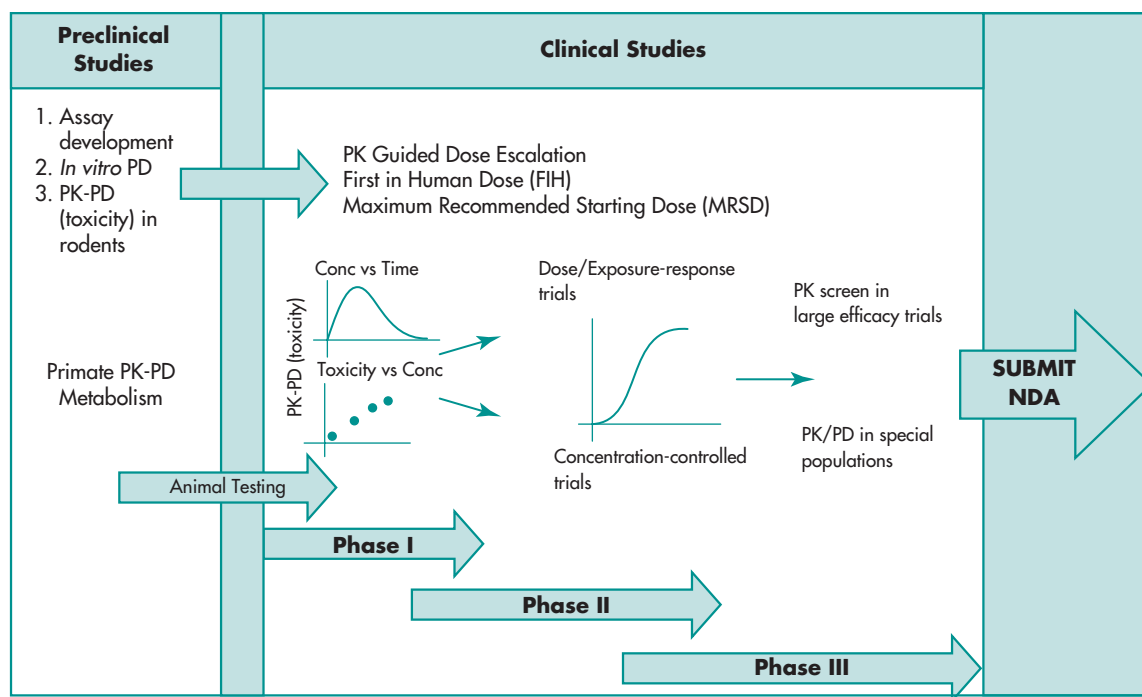 Preclinical
Studies
Clinical Studies
1. Assay
development
2. In vitro PD
3. PK-PD
(toxicity) in
rodents
PK Guided Dose Escalation
First in Human Dose (FIH)
Maximum Recommended Starting Dose (MRSD)
Primate PK-PD
Metabolism
PK-PD (toxicity)
Conc vs Time
Toxicity vs Conc
Dose/Exposure-response
trials
Concentration-controlled
trials
PK screen in
large efficacy trials
PK/PD in special
populations
SUBMIT
NDA
Animal Testing
Phase I
Phase II
Phase III